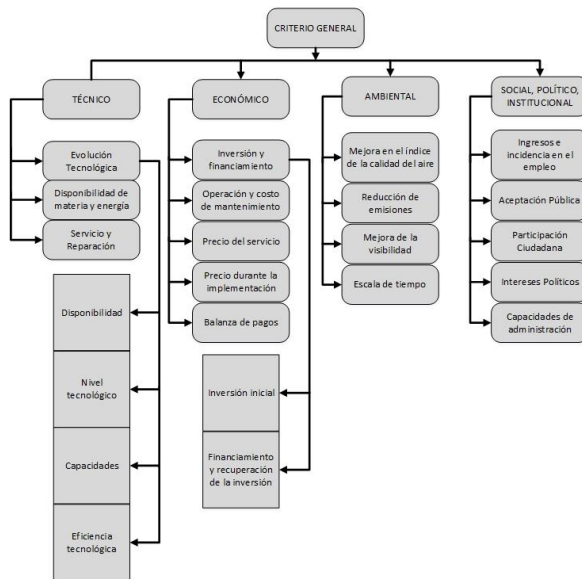 CRITERIO GENERAL
TÉCNICO
Evolución
Tecnológica
Disponibilidad de
materia y energía
Servicio y
Reparación
Disponibilidad
Nivel
tecnológico
Capacidades
Eficiencia
tecnológica
ECONÓMICO
Inversión y
financiamiento
Operación y costo
de mantenimiento
Precio del servicio
Precio durante la
implementación
Balanza de pagos
Inversión inicial
Financiamiento
y recuperación
de la inversión
AMBIENTAL
Mejora en el índice
de la calidad del aire
Reducción de
emisiones
Mejora de la
visibilidad
Escala de tiempo
SOCIAL, POLÍTICO,
INSTITUCIONAL
Ingresos e
incidencia en el
empleo
Aceptación Pública
Participación
Ciudadana
Intereses Políticos
Capacidades de
administración